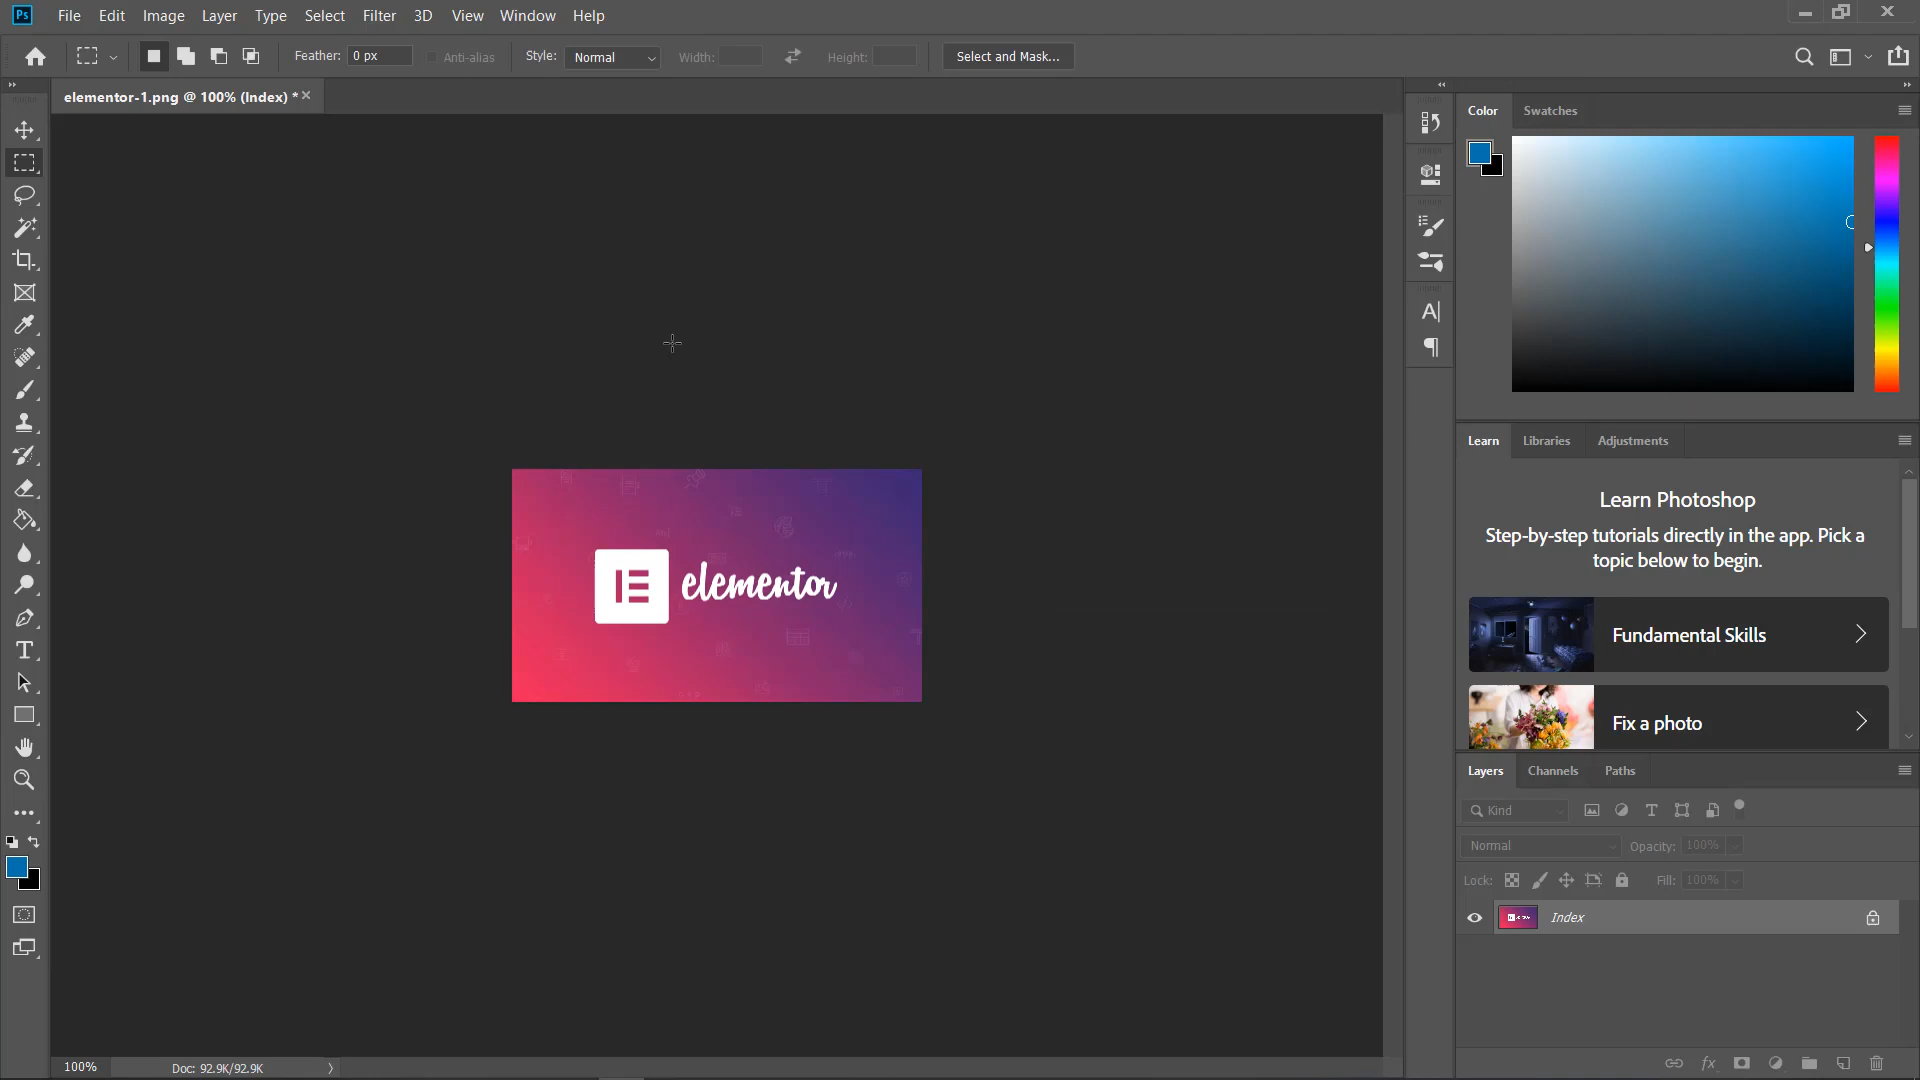 Ps File Edit Image Layer Type Select Filter 3D View Window Help
Feather: 0 px Anti-alias Style: Normal Width: Height: Select and Mask...
elementor-1.png @ 100% (Index) *
Color Swatches
elementor
Learn Libraries Adjustments
Learn Photoshop
Step-by-step tutorials directly in the app. Pick a
topic below to begin.
Fundamental Skills
Fix a photo
Layers Channels Paths
Kind
Normal Opacity: 100%
Lock: Fill: 100%
Index
100% Doc: 92.9K/92.9K